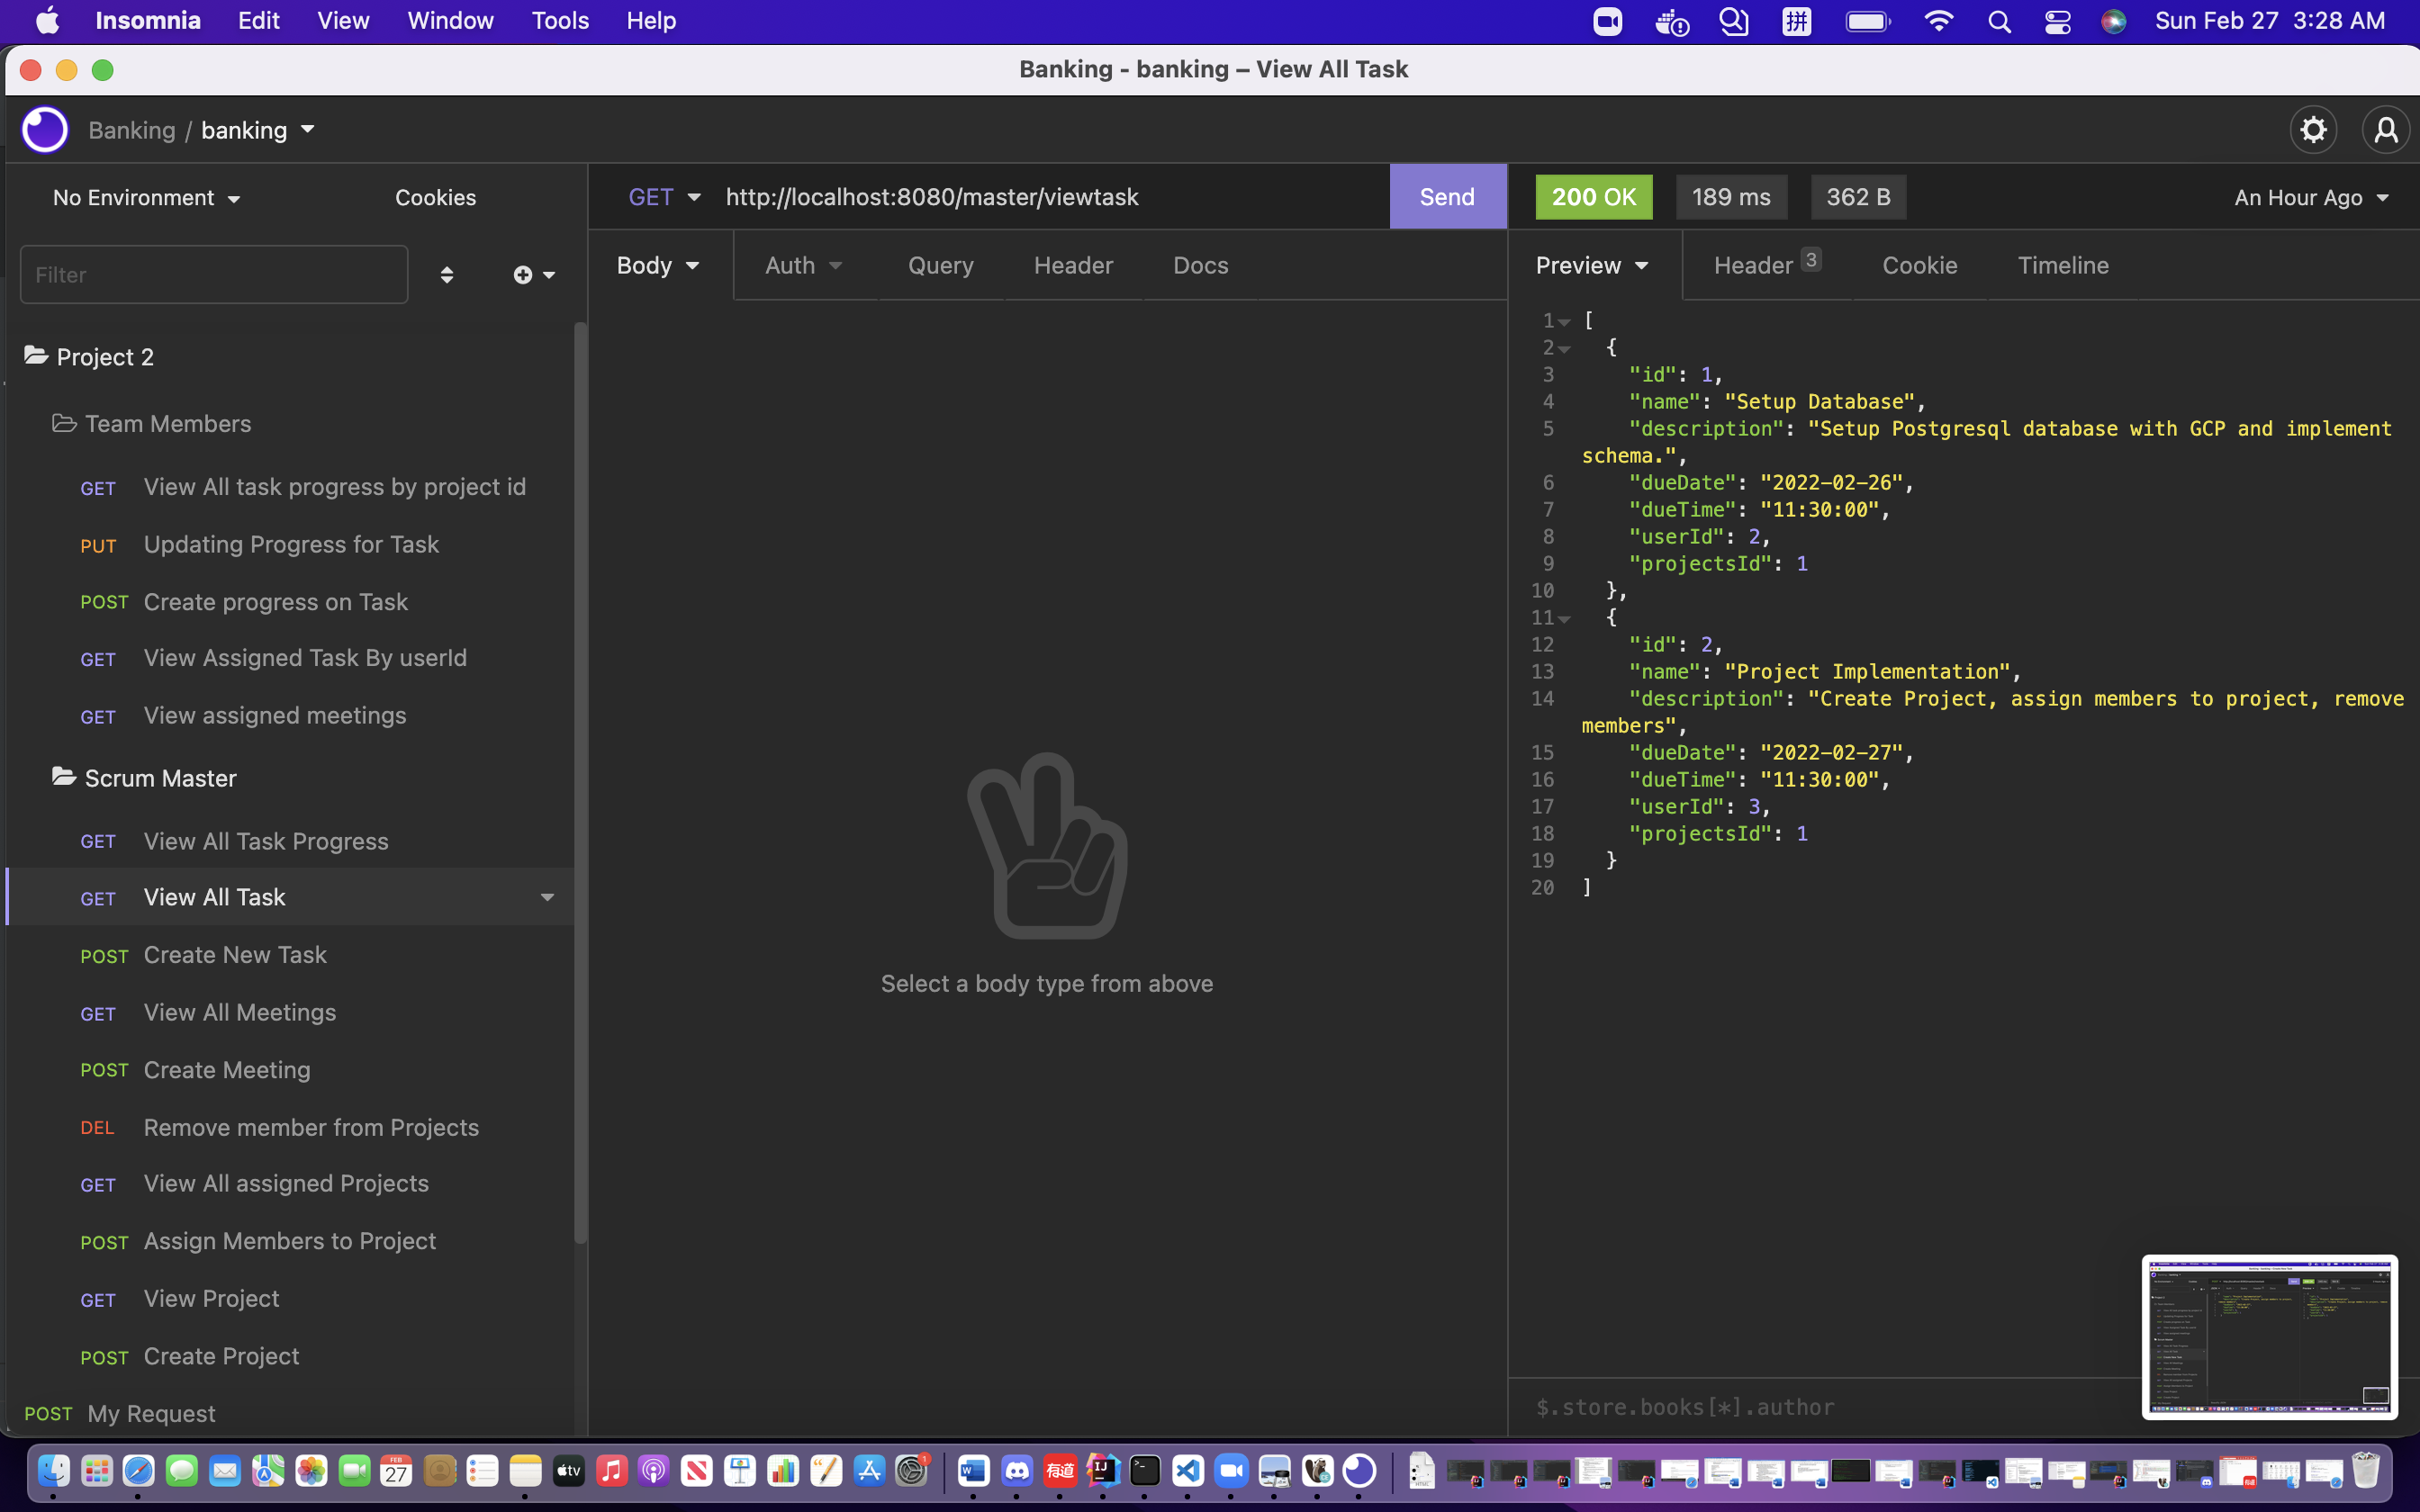 Insomnia Edit View Window Tools Help
拼 Sun Feb 27 3:28 AM
Banking - banking – View All Task
Banking / banking
No Environment Cookies
Filter
Project 2
Team Members
GET View All task progress by project id
PUT Updating Progress for Task
POST Create progress on Task
GET View Assigned Task By userId
GET View assigned meetings
Scrum Master
GET View All Task Progress
GET View All Task
POST Create New Task
GET View All Meetings
POST Create Meeting
DEL Remove member from Projects
GET View All assigned Projects
POST Assign Members to Project
GET View Project
POST Create Project
POST My Request
GET http://localhost:8080/master/viewtask Send
Body Auth Query Header Docs
Select a body type from above
200 OK 189 ms 362 B An Hour Ago
Preview Header 3 Cookie Timeline
1 [
2 {
3 "id": 1,
4 "name": "Setup Database",
5 "description": "Setup Postgresql database with GCP and implement
schema.",
6 "dueDate": "2022-02-26",
7 "dueTime": "11:30:00",
8 "userId": 2,
9 "projectsId": 1
10 },
11 {
12 "id": 2,
13 "name": "Project Implementation",
14 "description": "Create Project, assign members to project, remove
members",
15 "dueDate": "2022-02-27",
16 "dueTime": "11:30:00",
17 "userId": 3,
18 "projectsId": 1
19 }
20 ]
$.store.books[*].author
FEB
27
tv
1
W
有道
IJ